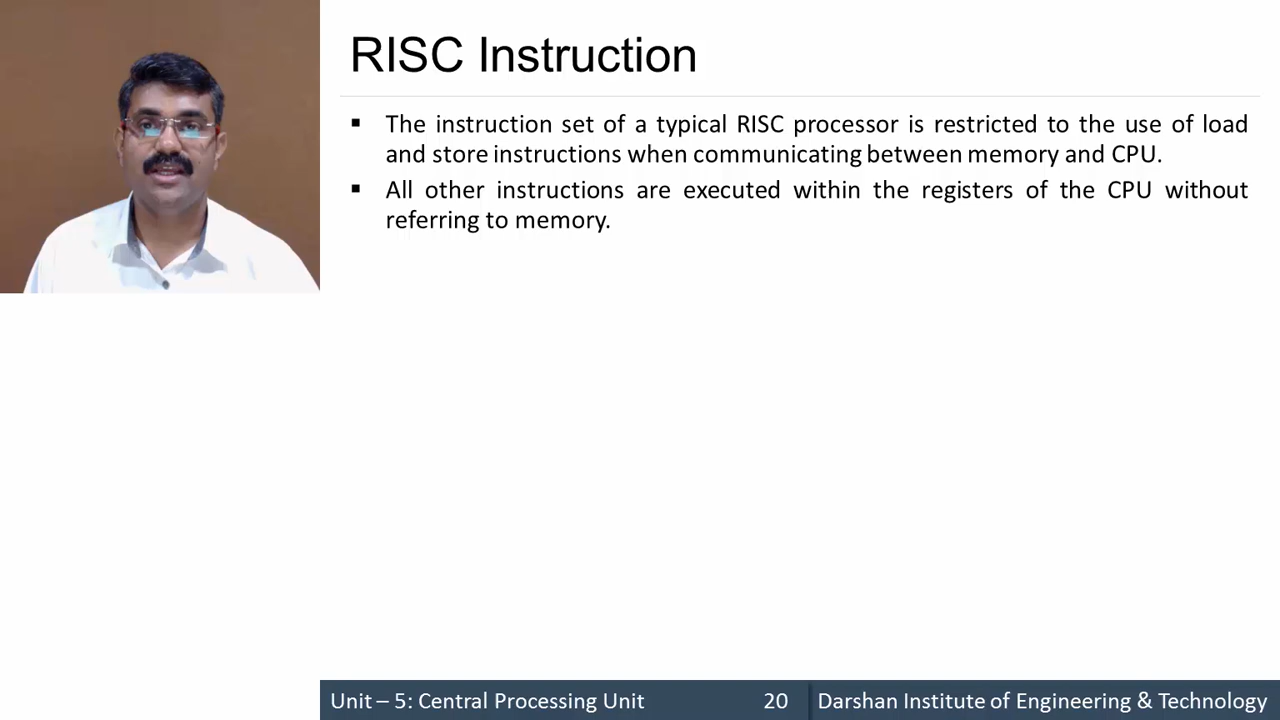 RISC Instruction
▪ The instruction set of a typical RISC processor is restricted to the use of load
and store instructions when communicating between memory and CPU.
▪ All other instructions are executed within the registers of the CPU without
referring to memory.
Unit – 5: Central Processing Unit 20 Darshan Institute of Engineering & Technology